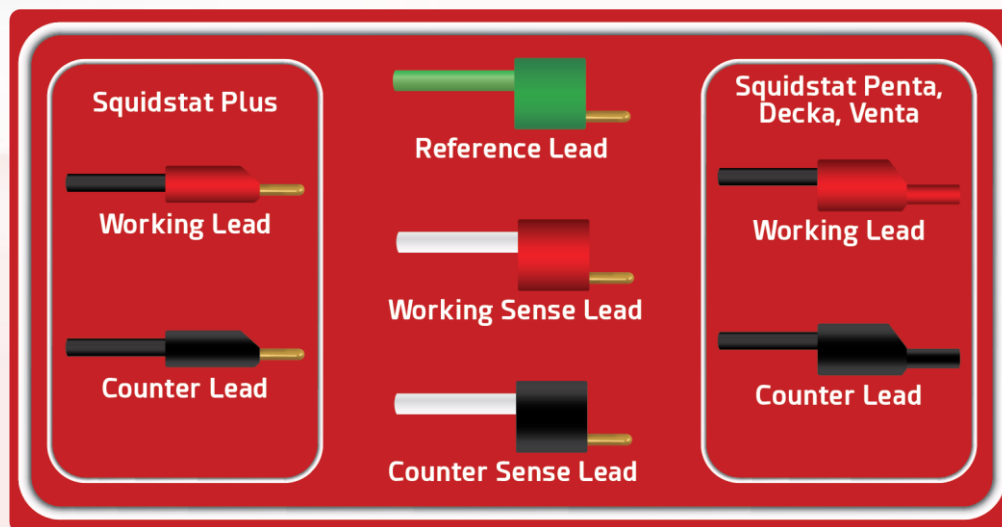 Squidstat Plus
Working Lead
Counter Lead
Reference Lead
Working Sense Lead
Counter Sense Lead
Squidstat Penta,
Decka, Venta
Working Lead
Counter Lead